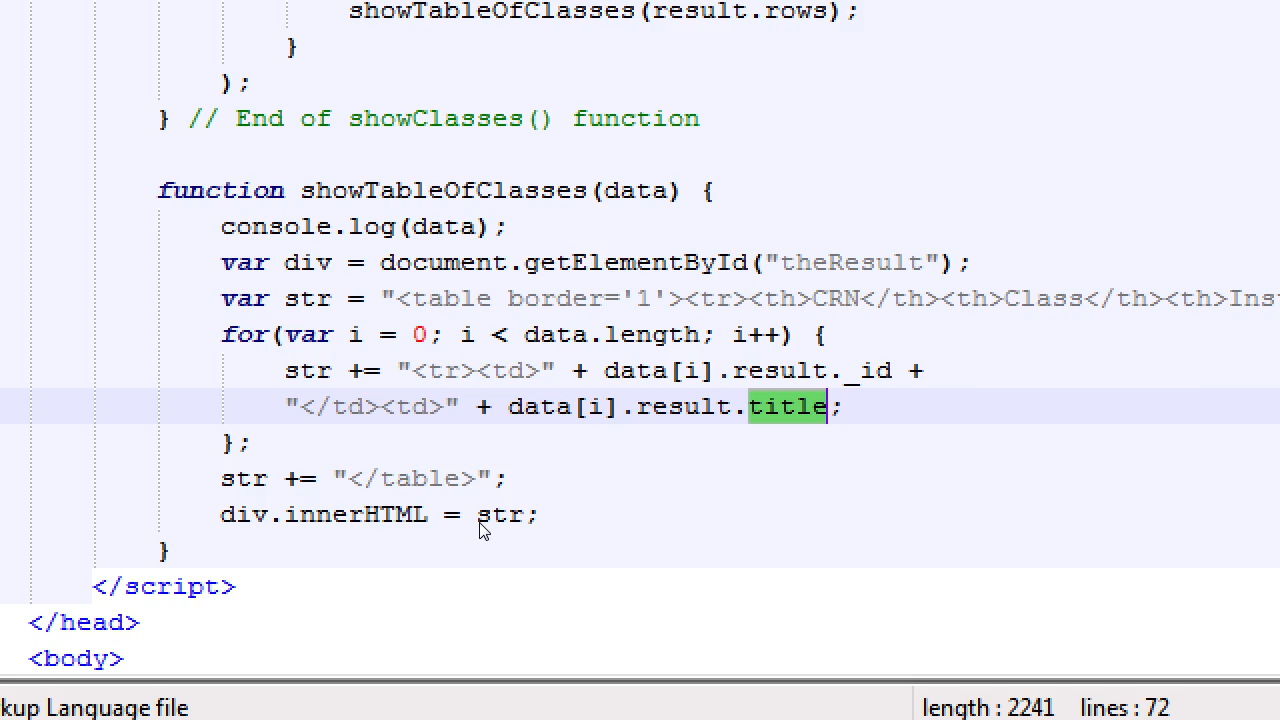 showTableOfClasses(result.rows);
}
);
} // End of showClasses() function
function showTableOfClasses(data) {
console.log(data);
var div = document.getElementById("theResult");
var str = "<table border='1'><tr><th>CRN</th><th>Class</th><th>Ins
for(var i = 0; i < data.length; i++) {
str += "<tr><td>" + data[i].result._id +
"</td><td>" + data[i].result.title;
};
str += "</table>";
div.innerHTML = str;
}
</script>
</head>
<body>
kup Language file
length : 2241 lines : 72